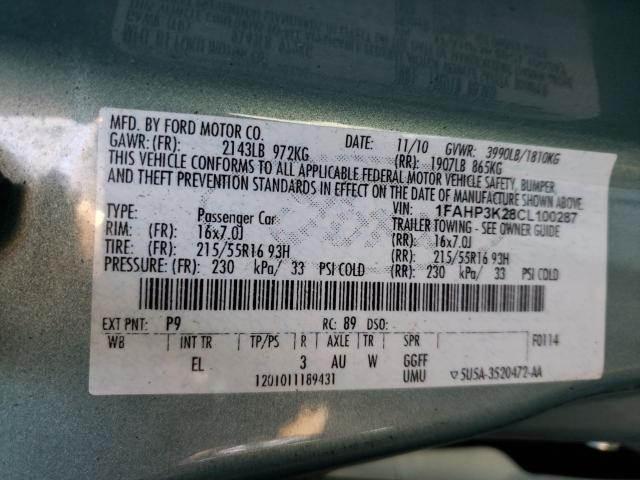 MFD. BY FORD MOTOR CO. 11/10 GVWR: 3990LB/1810KG
GAWR: (FR): 2143LB 972KG (RR): 1907LB 865KG
THIS VEHICLE CONFORMS TO ALL APPLICABLE FEDERAL MOTOR VEHICLE SAFETY, BUMPER
AND THEFT PREVENTION STANDARDS IN EFFECT ON THE DATE OF MANUFACTURE SHOWN ABOVE.
VIN: 1FAHP3K28CL100287
TYPE: Passenger Car TRAILER TOWING - SEE OWNER GUIDE
RIM: (FR): 16x7.0J (RR): 16x7.0J
TIRE: (FR): 215/55R16 93H (RR): 215/55R16 93H
PRESSURE: (FR): 230 kPa/ 33 PSI COLD (RR): 230 kPa/ 33 PSI COLD
EXT PNT: P9 RC: 89 DSO: F0114
WB INT TR TP/PS R AXLE TR SPR
EL 3 AU W GGFF
1201011189431 UMU ▽5USA-3520472-AA